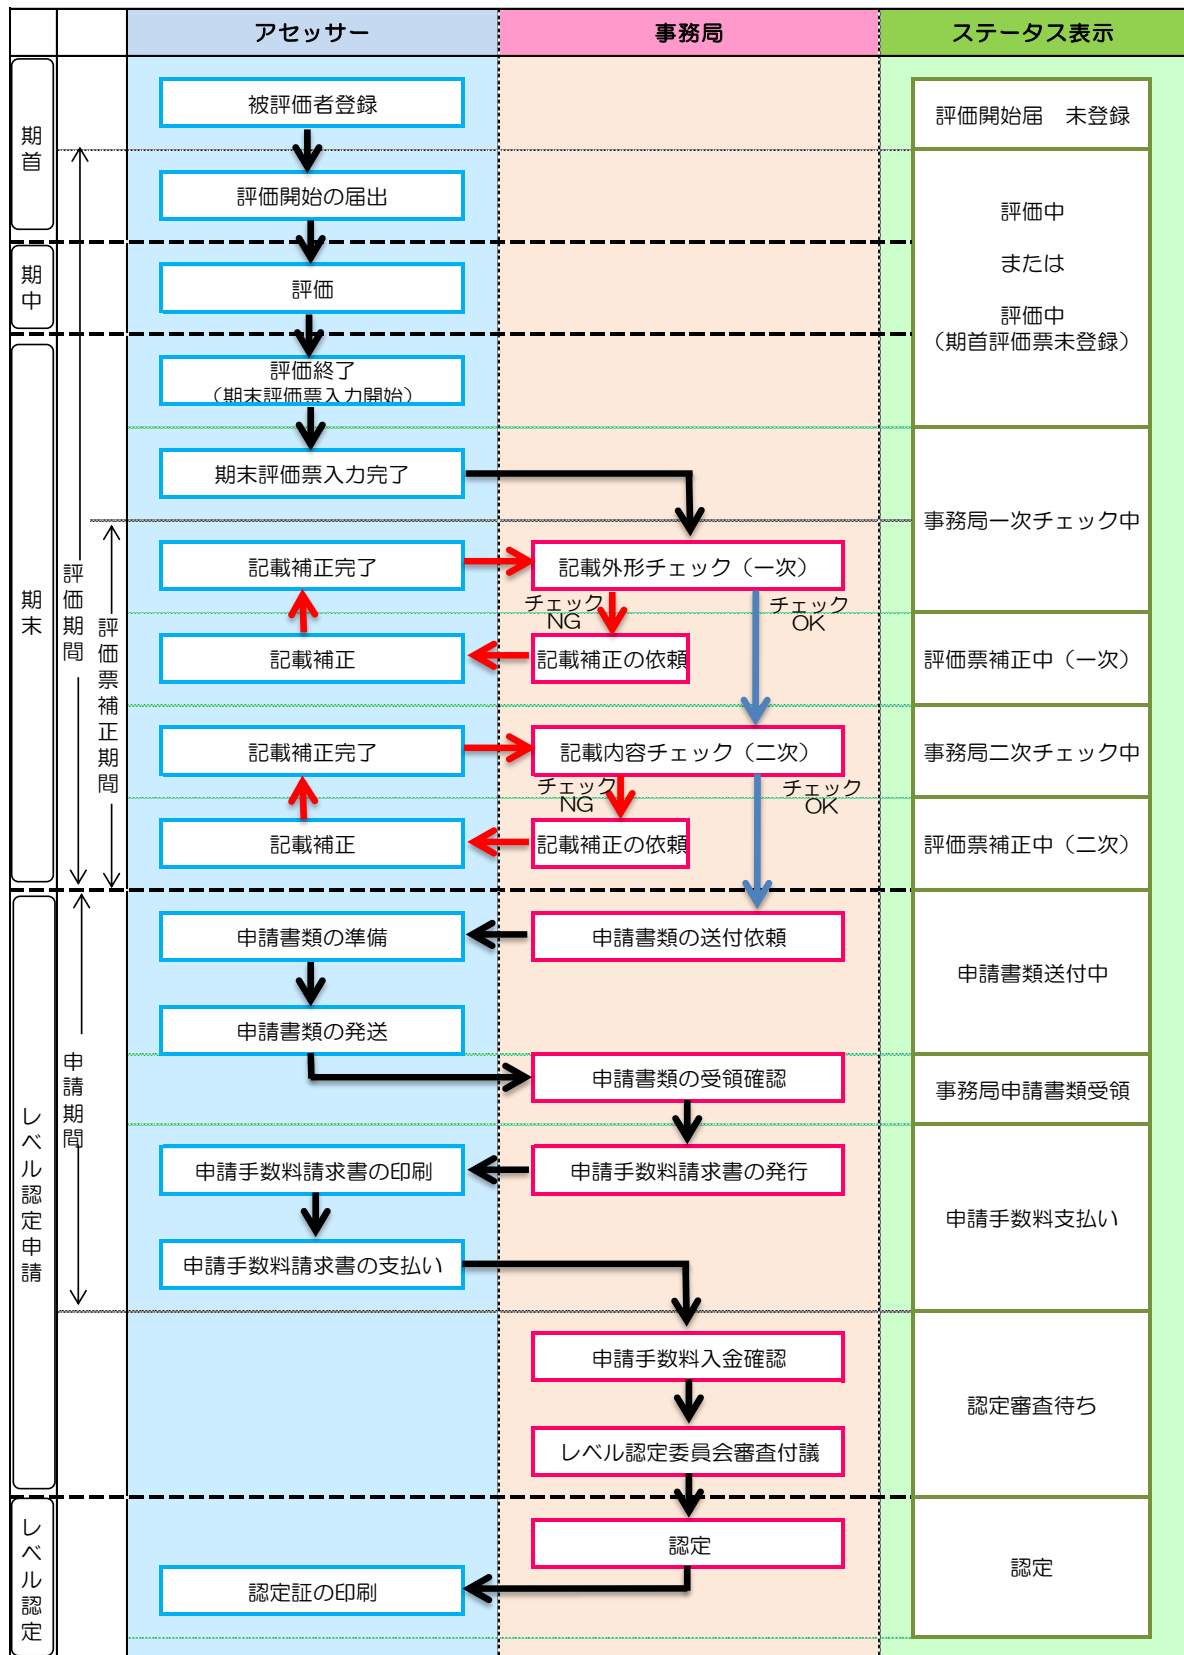 アセッサー
事務局
ステータス表示
期首
被評価者登録
評価開始届　未登録
評価開始の届出
評価中
または
評価中
（期首評価票未登録）
期中
評価
期末
評価期間
評価終了
（期末評価票入力開始）
期末評価票入力完了
事務局一次チェック中
評価票補正期間
記載補正完了
記載外形チェック（一次）
チェック
NG
チェック
OK
記載補正
記載補正の依頼
評価票補正中（一次）
記載補正完了
記載内容チェック（二次）
事務局二次チェック中
チェック
NG
チェック
OK
記載補正
記載補正の依頼
評価票補正中（二次）
レベル認定申請
申請期間
申請書類の準備
申請書類の送付依頼
申請書類送付中
申請書類の発送
申請書類の受領確認
事務局申請書類受領
申請手数料請求書の印刷
申請手数料請求書の発行
申請手数料支払い
申請手数料請求書の支払い
申請手数料入金確認
認定審査待ち
レベル認定委員会審査付議
レベル認定
認定
認定
認定証の印刷